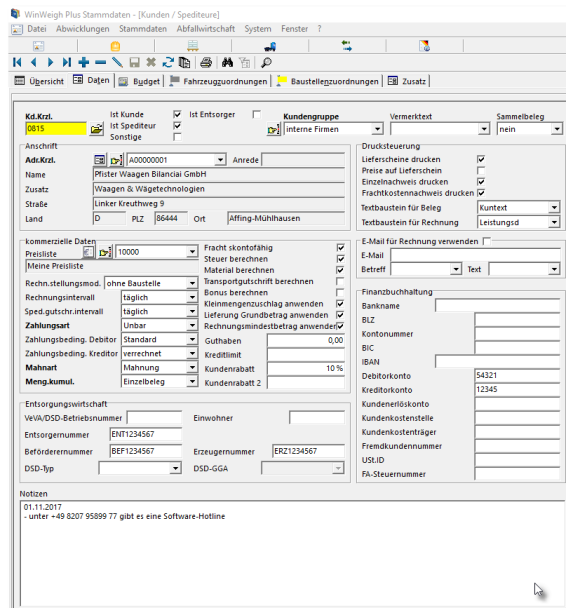 WinWeigh Plus Stammdaten - [Kunden / Spediteure]
Datei Abwicklungen Stammdaten Abfallwirtschaft System Fenster ?
Übersicht Daten Budget Fahrzeugzuordnungen Baustellenzuordnungen Zusatz
Kd.Krzl. Ist Kunde Ist Entsorger Kundengruppe Vermerktext Sammelbeleg
0815 Ist Spediteur interne Firmen nein
Sonstige
Anschrift
Adr.Krzl. A00000001 Anrede
Name Pfister Waagen Bilanciai GmbH
Zusatz Waagen & Wägetechnologien
Straße Linker Kreuthweg 9
Land D PLZ 86444 Ort Affing-Mühlhausen
Drucksteuerung
Lieferscheine drucken
Preise auf Lieferschein
Einzelnachweis drucken
Frachtkostennachweis drucken
Textbaustein für Beleg Kuntext
Textbaustein für Rechnung Leistungsd
kommerzielle Daten
Preisliste 10000
Meine Preisliste
Rechn.stellungsmod. ohne Baustelle
Rechnungsintervall täglich
Sped.gutschr.intervall täglich
Zahlungsart Unbar
Zahlungsbeding. Debitor Standard
Zahlungsbeding. Kreditor verrechnet
Mahnart Mahnung
Meng.kumul. Einzelbeleg
Fracht skontofähig
Steuer berechnen
Material berechnen
Transportgutschrift berechnen
Bonus berechnen
Kleinmengenzuschlag anwenden
Lieferung Grundbetrag anwenden
Rechnungsmindestbetrag anwenden
Guthaben 0,00
Kreditlimit
Kundenrabatt 10 %
Kundenrabatt 2
E-Mail für Rechnung verwenden
E-Mail
Betreff Text
Finanzbuchhaltung
Bankname
BLZ
Kontonummer
BIC
IBAN
Debitorkonto 54321
Kreditorkonto 12345
Kundenerlöskonto
Kundenkostenstelle
Kundenkostenträger
Fremdkundennummer
USt.ID
FA-Steuernummer
Entsorgungswirtschaft
VeVA/DSD-Betriebsnummer Einwohner
Entsorgernummer ENT1234567
Beförderernummer BEF1234567 Erzeugernummer ERZ1234567
DSD-Typ DSD-GGA
Notizen
01.11.2017
- unter +49 8207 95899 77 gibt es eine Software-Hotline